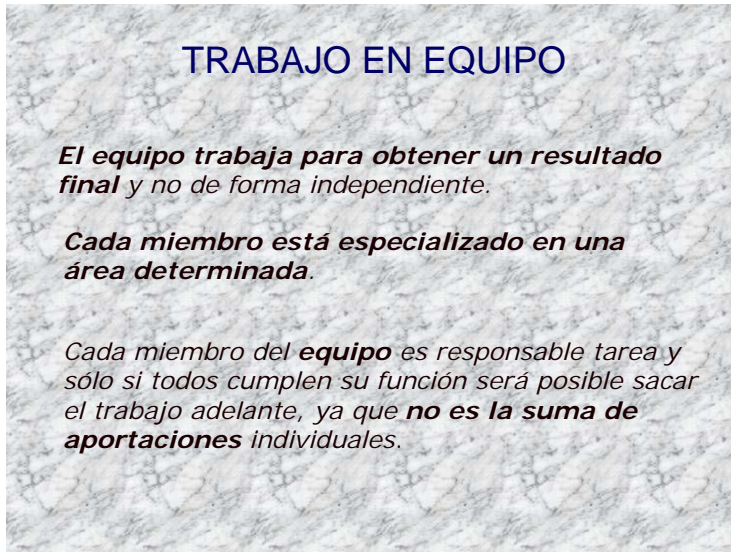 TRABAJO EN EQUIPO
El equipo trabaja para obtener un resultado
final y no de forma independiente.
Cada miembro está especializado en una
área determinada.
Cada miembro del equipo es responsable tarea y
sólo si todos cumplen su función será posible sacar
el trabajo adelante, ya que no es la suma de
aportaciones individuales.